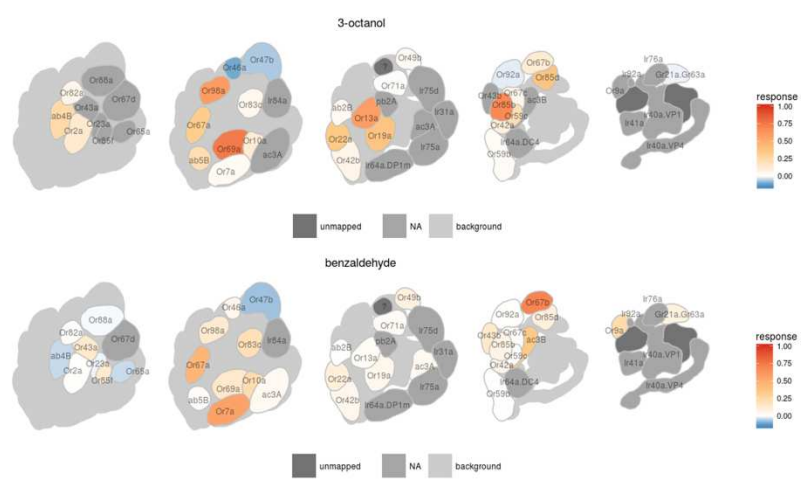 3-octanol
Or88a
Or82a
Or67d
Or43a
ab4B
Or23a
Or2a
Or65a
Or85f
Or47b
Or46a
Or98a
Or83c
Ir84a
Or67a
Or10a
Or69a
ac3A
ab5B
Or7a
Or49b
?
Or71a
Ir75d
pb2A
ab2B
Or13a
Ir31a
ac3A
Or22a
Or19a
Ir75a
Or42b
Ir64a.DP1m
Or67b
Or92a
Or85d
Or43b
Or67c
ac3B
Or85b
Or59c
Or42a
Ir64a.DC4
Or59b
Ir76a
Ir92a
Gr21a.Gr63a
Or9a
Ir41a
Ir40a.VP1
Ir40a.VP4
response
1.00
0.75
0.50
0.25
0.00
unmapped
NA
background
benzaldehyde
Or88a
Or82a
Or67d
Or43a
ab4B
Or23a
Or2a
Or65a
Or85f
Or47b
Or46a
Or98a
Or83c
Ir84a
Or67a
Or10a
Or69a
ac3A
ab5B
Or7a
Or49b
?
Or71a
Ir75d
pb2A
ab2B
Or13a
Ir31a
ac3A
Or22a
Or19a
Ir75a
Or42b
Ir64a.DP1m
Or67b
Or92a
Or85d
Or43b
Or67c
ac3B
Or85b
Or59c
Or42a
Ir64a.DC4
Or59b
Ir76a
Ir92a
Gr21a.Gr63a
Or9a
Ir41a
Ir40a.VP1
Ir40a.VP4
response
1.00
0.75
0.50
0.25
0.00
unmapped
NA
background